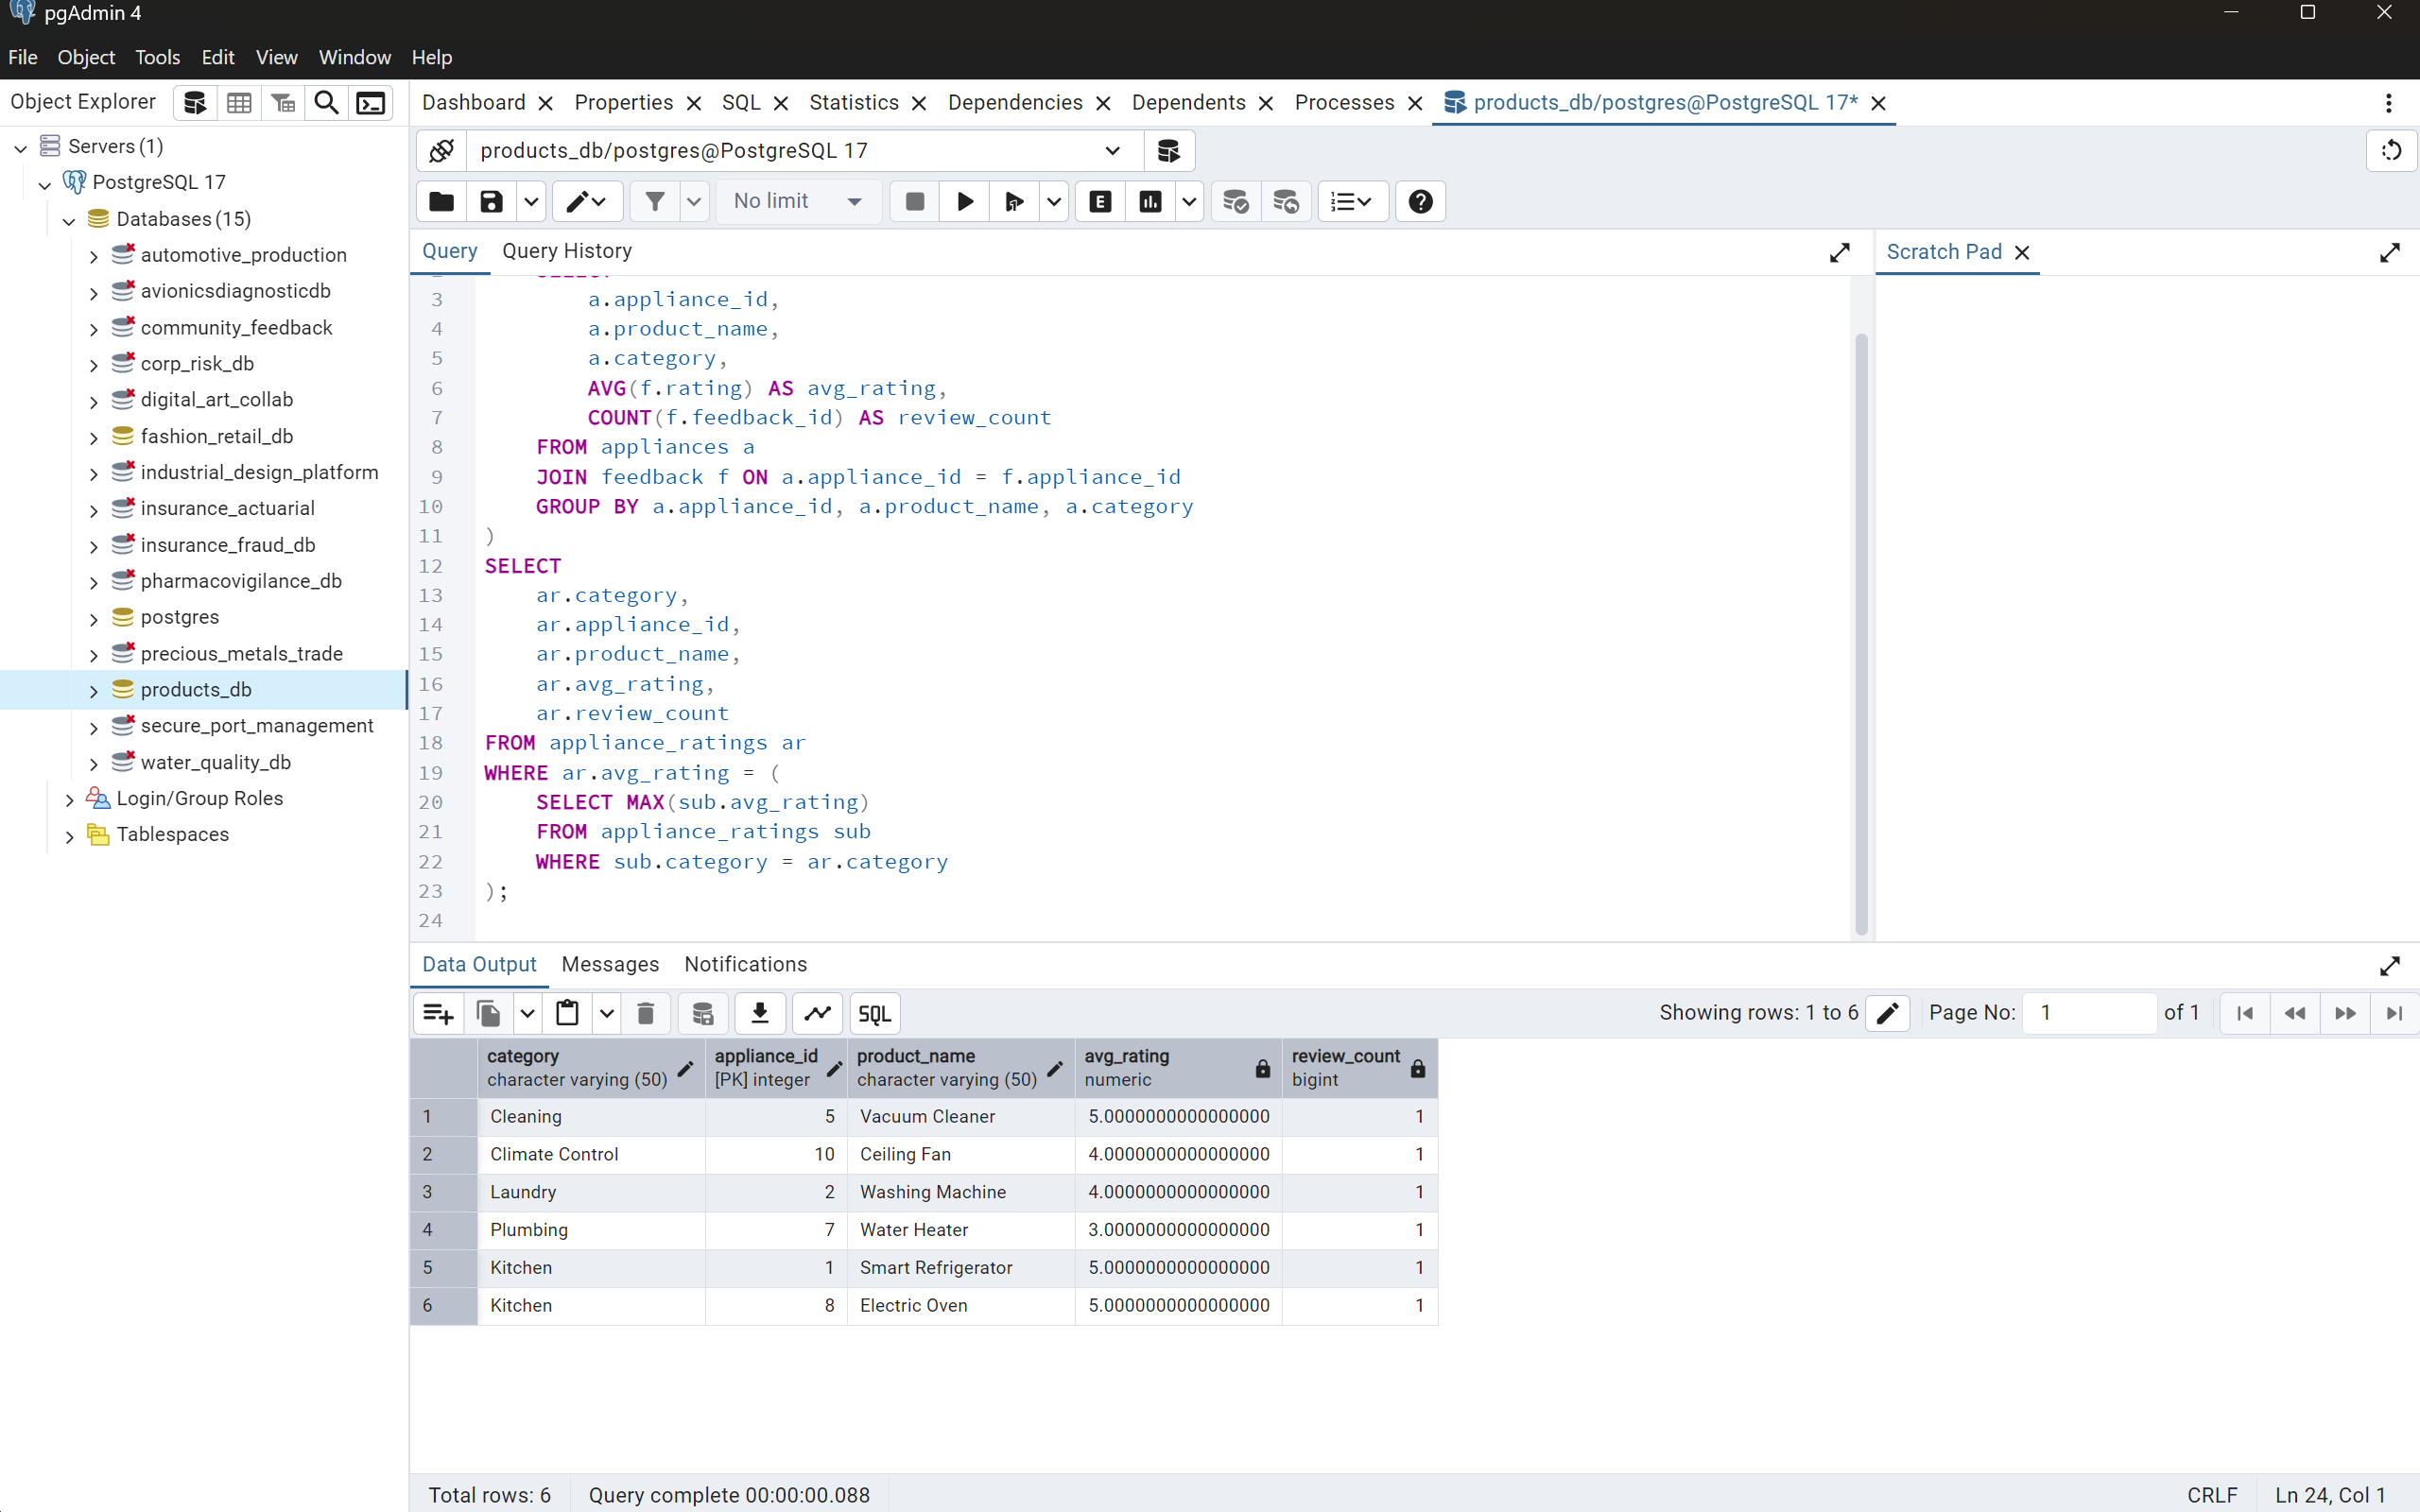 pgAdmin 4
File Object Tools Edit View Window Help
Object Explorer
Dashboard Properties SQL Statistics Dependencies Dependents Processes products_db/postgres@PostgreSQL 17*
Servers (1)
PostgreSQL 17
Databases (15)
automotive_production
avionicsdiagnosticdb
community_feedback
corp_risk_db
digital_art_collab
fashion_retail_db
industrial_design_platform
insurance_actuarial
insurance_fraud_db
pharmacovigilance_db
postgres
precious_metals_trade
products_db
secure_port_management
water_quality_db
Login/Group Roles
Tablespaces
products_db/postgres@PostgreSQL 17
No limit
E
Query Query History
Scratch Pad
3 a.appliance_id,
4 a.product_name,
5 a.category,
6 AVG(f.rating) AS avg_rating,
7 COUNT(f.feedback_id) AS review_count
8 FROM appliances a
9 JOIN feedback f ON a.appliance_id = f.appliance_id
10 GROUP BY a.appliance_id, a.product_name, a.category
11 )
12 SELECT
13 ar.category,
14 ar.appliance_id,
15 ar.product_name,
16 ar.avg_rating,
17 ar.review_count
18 FROM appliance_ratings ar
19 WHERE ar.avg_rating = (
20 SELECT MAX(sub.avg_rating)
21 FROM appliance_ratings sub
22 WHERE sub.category = ar.category
23 );
24
Data Output Messages Notifications
SQL
Showing rows: 1 to 6 Page No: 1 of 1
category appliance_id product_name avg_rating review_count
character varying (50) [PK] integer character varying (50) numeric bigint
1 Cleaning 5 Vacuum Cleaner 5.0000000000000000 1
2 Climate Control 10 Ceiling Fan 4.0000000000000000 1
3 Laundry 2 Washing Machine 4.0000000000000000 1
4 Plumbing 7 Water Heater 3.0000000000000000 1
5 Kitchen 1 Smart Refrigerator 5.0000000000000000 1
6 Kitchen 8 Electric Oven 5.0000000000000000 1
Total rows: 6 Query complete 00:00:00.088 CRLF Ln 24, Col 1